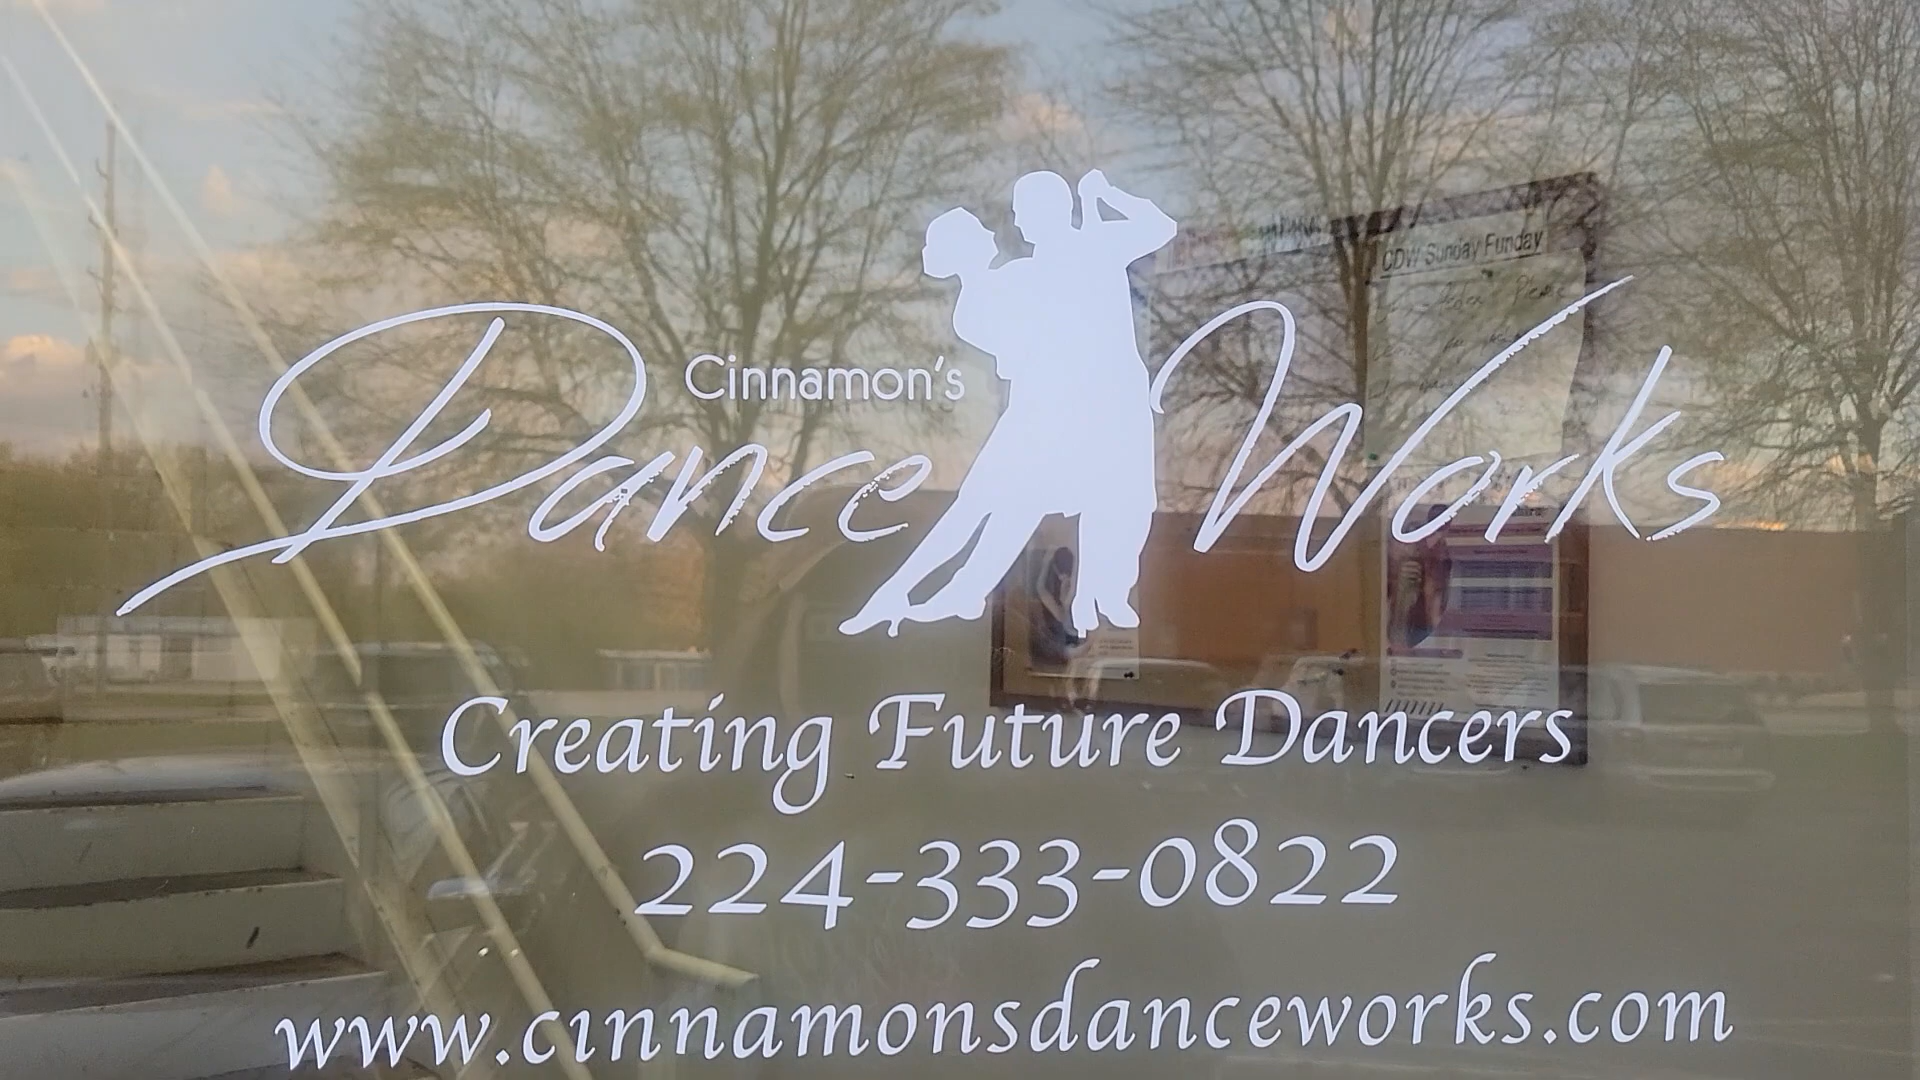 Cinnamon's
Dance Works
Creating Future Dancers
224-333-0822
www.cinnamonsdanceworks.com
CDW Sunday Funday